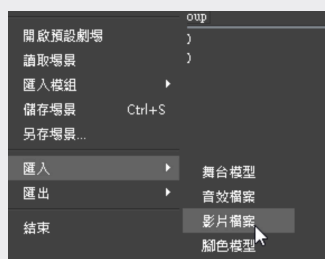 oup
)
)
開啟預設劇場
讀取場景
匯入模組
儲存場景 Ctrl+S
另存場景...
匯入
匯出
結束
舞台模型
音效檔案
影片檔案
腳色模型